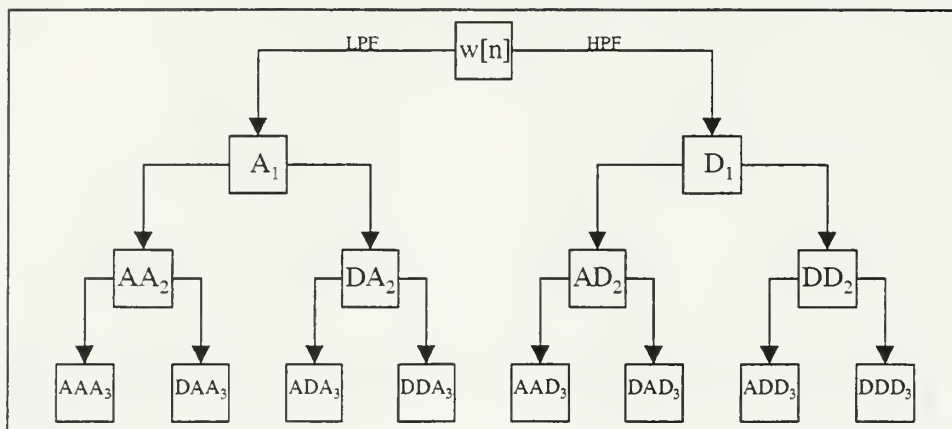 LPF w[n] HPF
A₁ D₁
AA₂ DA₂ AD₂ DD₂
AAA₃ DAA₃ ADA₃ DDA₃ AAD₃ DAD₃ ADD₃ DDD₃